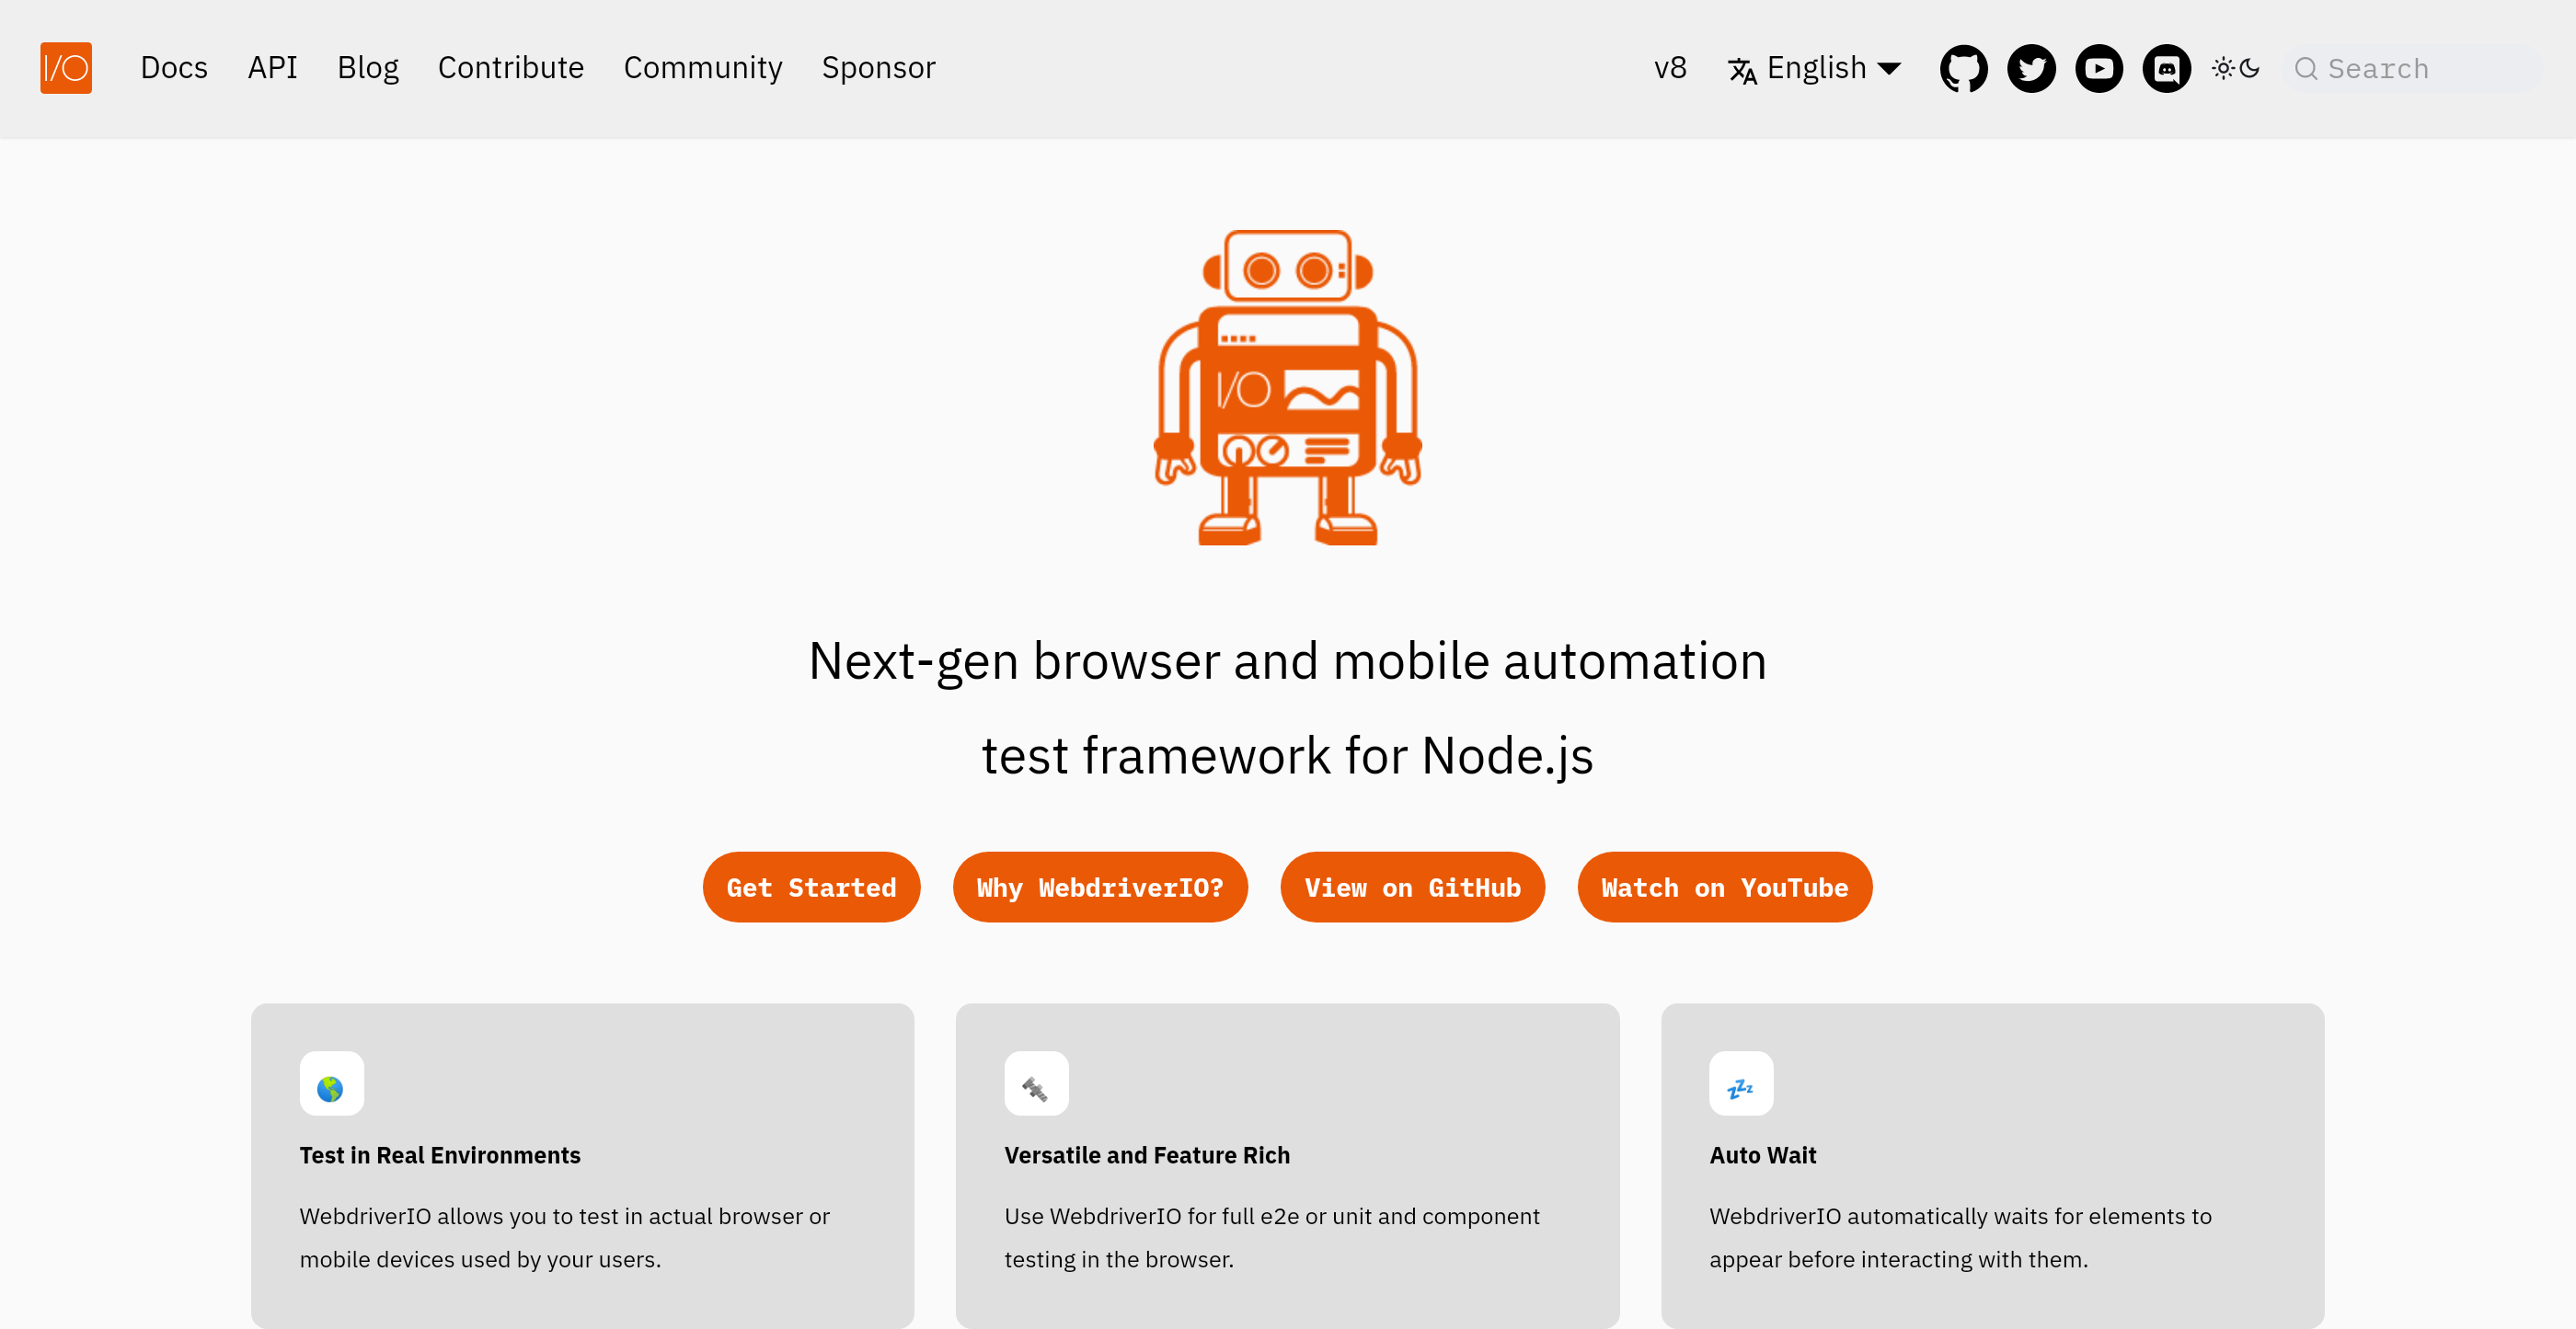 I/O Docs API Blog Contribute Community Sponsor v8 English Search
I/O
Next-gen browser and mobile automation
test framework for Node.js
Get Started Why WebdriverIO? View on GitHub Watch on YouTube
Test in Real Environments
WebdriverIO allows you to test in actual browser or
mobile devices used by your users.
Versatile and Feature Rich
Use WebdriverIO for full e2e or unit and component
testing in the browser.
Auto Wait
WebdriverIO automatically waits for elements to
appear before interacting with them.